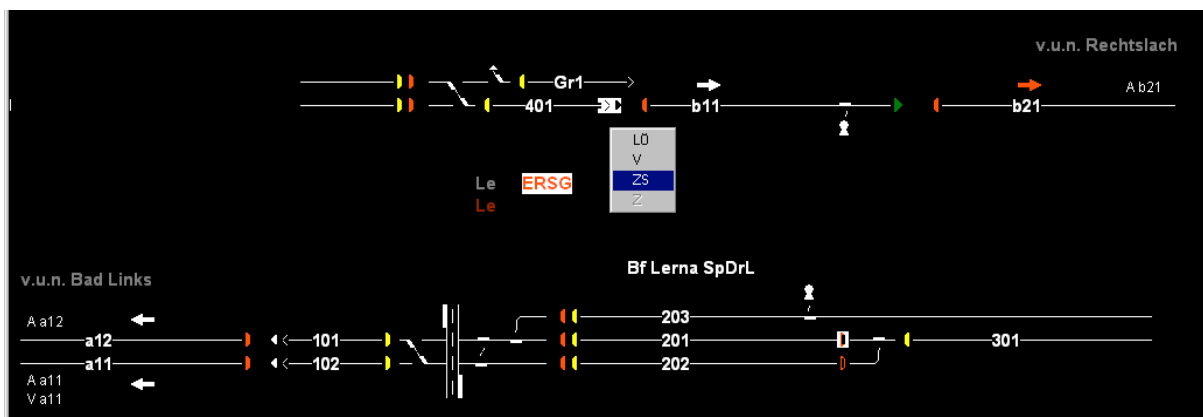 v.u.n. Rechtslach
Gr1
A b21
401
b11
b21
LÖ
V
ZS
Z
Le
ERSG
Le
Bf Lerna SpDrL
v.u.n. Bad Links
A a12
203
a12
101
201
301
a11
102
202
A a11
V a11